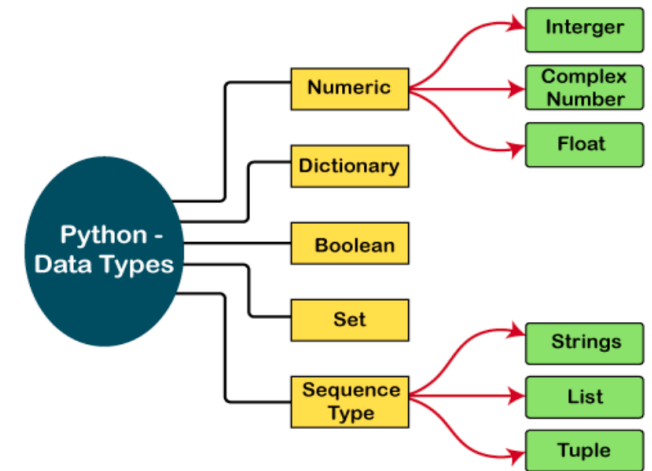 Python -
Data Types
Numeric
Dictionary
Boolean
Set
Sequence
Type
Interger
Complex
Number
Float
Strings
List
Tuple